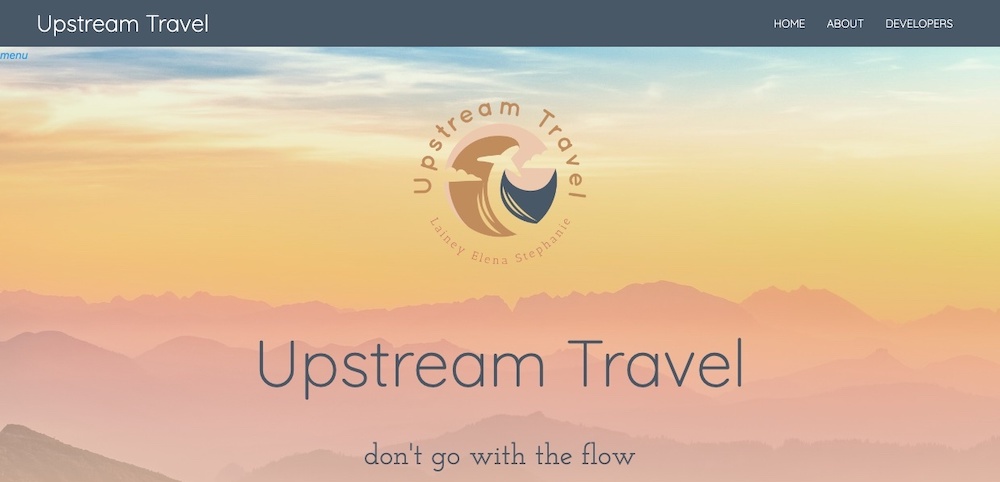 Upstream Travel
HOME ABOUT DEVELOPERS
menu
Upstream Travel
Lainey Elena Stephanie
Upstream Travel
don't go with the flow